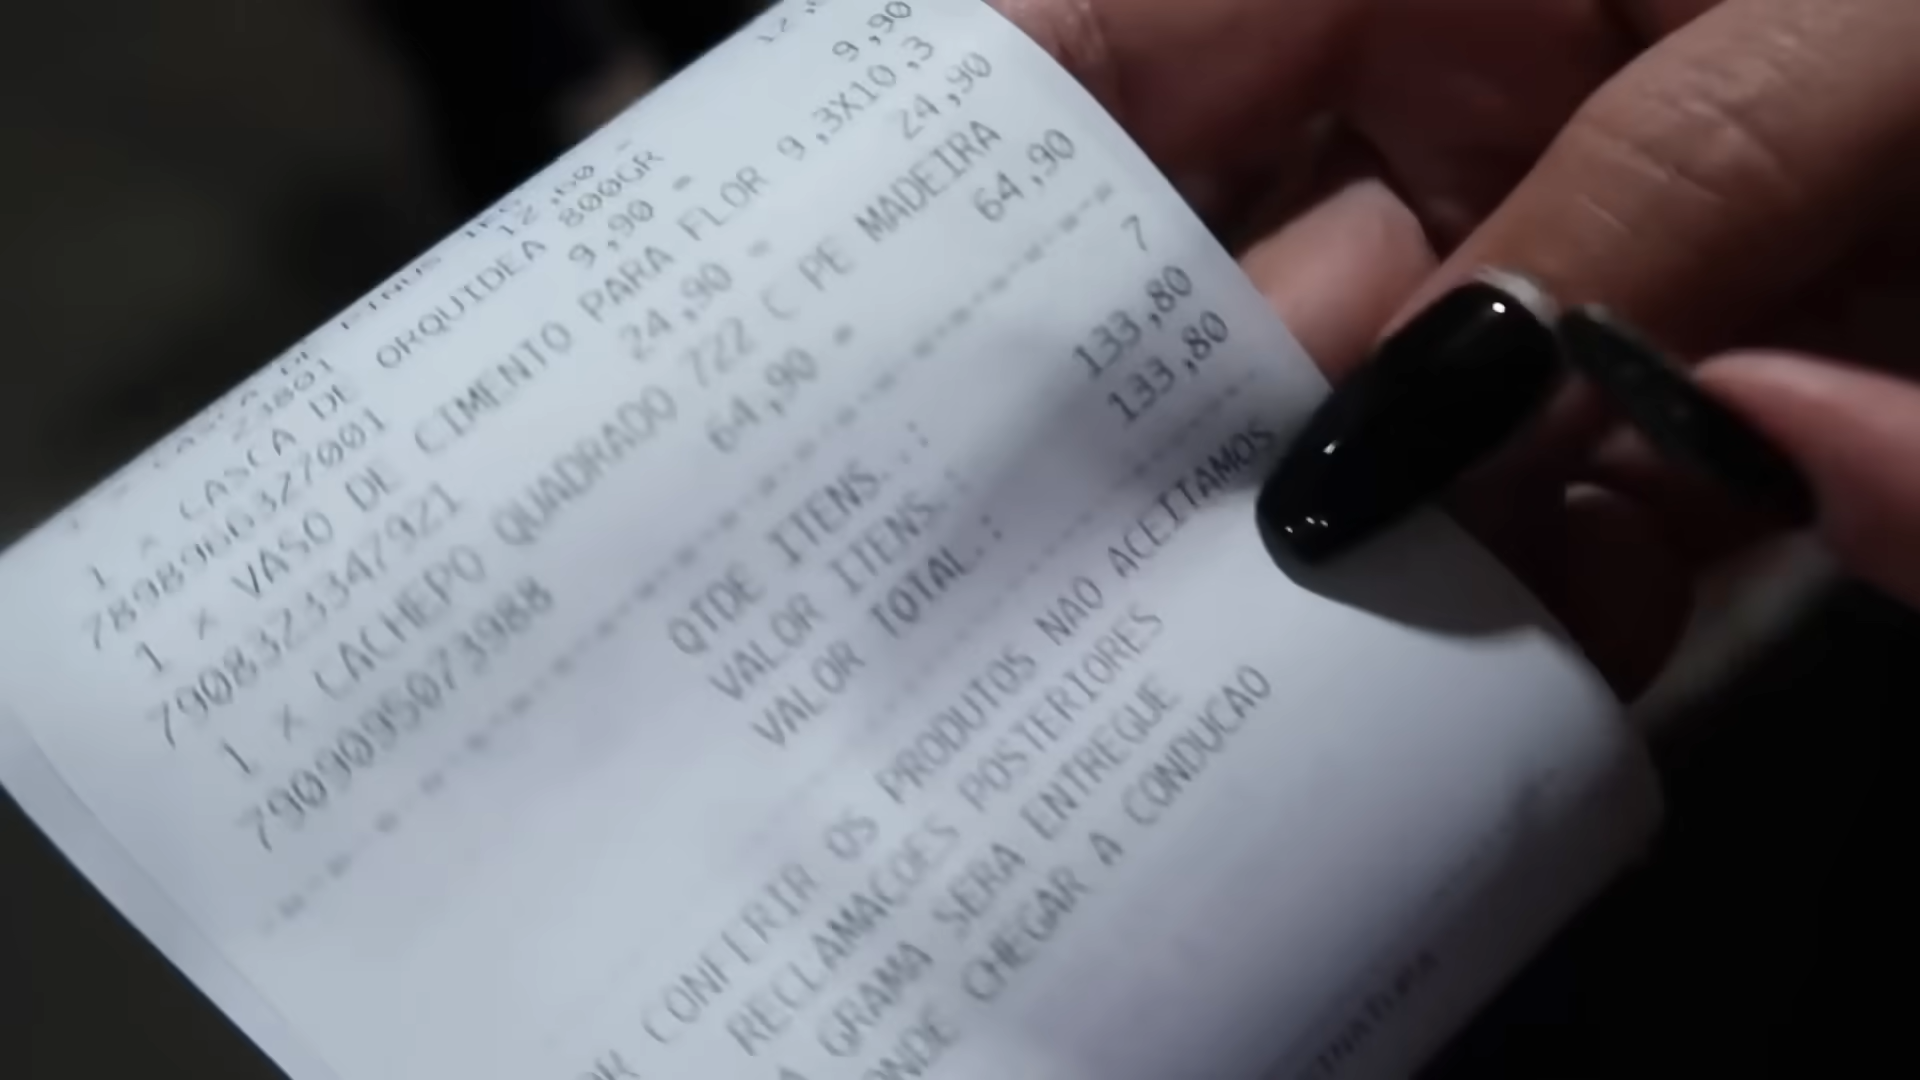 1 x CASCA DE ORQUIDEA 800GR
7898966327001 9,90 = 9,90
1 x VASO DE CIMENTO PARA FLOR 9,3X10,3
7908323347921 24,90 = 24,90
1 x CACHEPO QUADRADO 722 C PE MADEIRA
7909095073988 64,90 = 64,90
QTDE ITENS..: 7
VALOR ITENS.: 133,80
VALOR TOTAL.: 133,80
CONFERIR OS PRODUTOS NAO ACEITAMOS
RECLAMACOES POSTERIORES
A GRAMA SERA ENTREGUE
ONDE CHEGAR A CONDUCAO